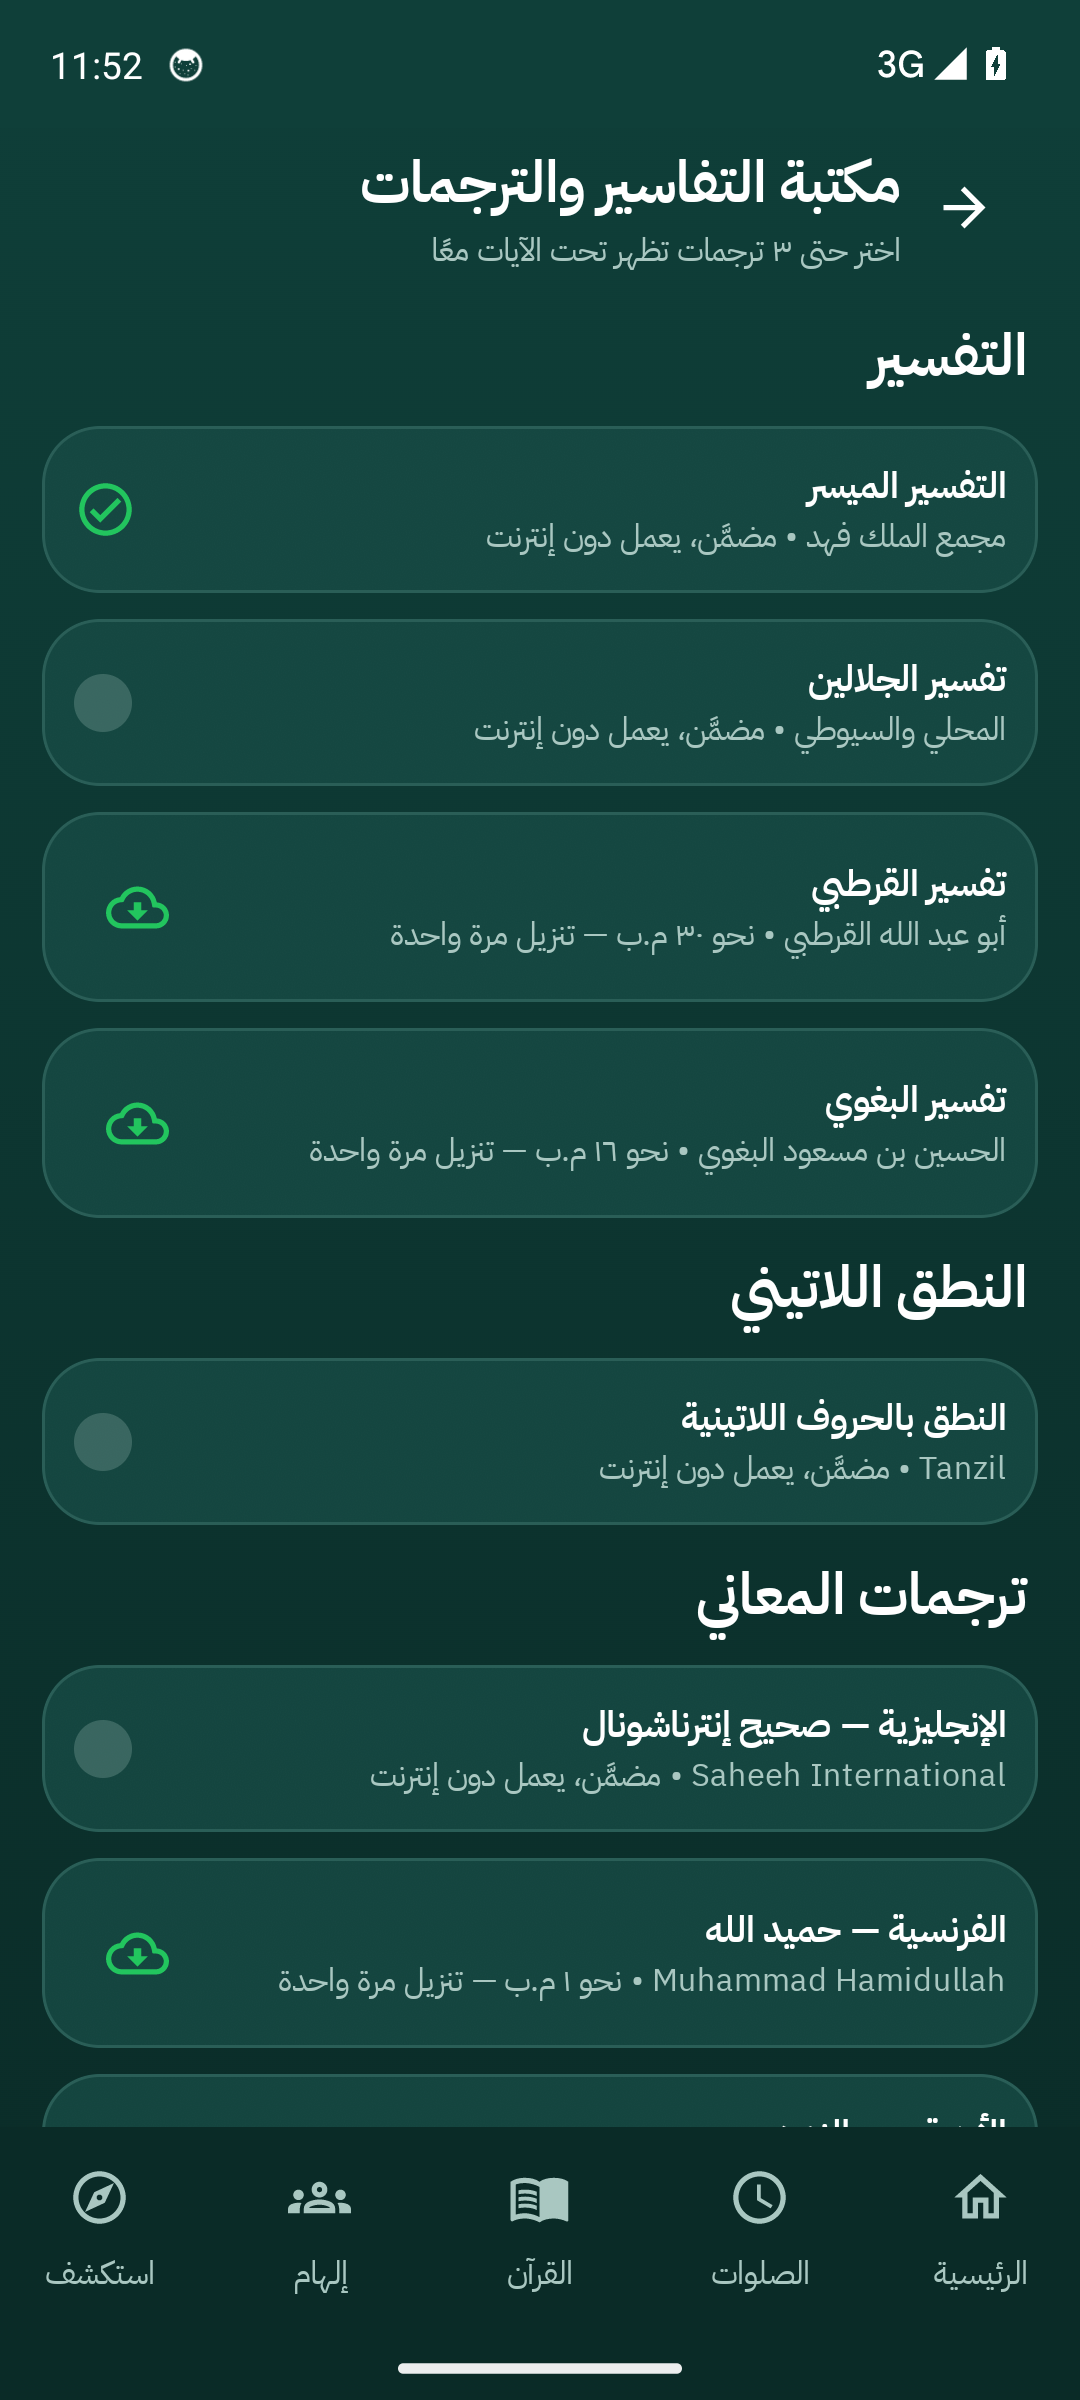 11:52
3G
مكتبة التفاسير والترجمات
اختر حتى ٣ ترجمات تظهر تحت الآيات معًا
التفسير
التفسير الميسر
مجمع الملك فهد • مضمَّن، يعمل دون إنترنت
تفسير الجلالين
المحلي والسيوطي • مضمَّن، يعمل دون إنترنت
تفسير القرطبي
أبو عبد الله القرطبي • نحو ٣٠ م.ب — تنزيل مرة واحدة
تفسير البغوي
الحسين بن مسعود البغوي • نحو ١٦ م.ب — تنزيل مرة واحدة
النطق اللاتيني
النطق بالحروف اللاتينية
Tanzil • مضمَّن، يعمل دون إنترنت
ترجمات المعاني
الإنجليزية — صحيح إنترناشونال
Saheeh International • مضمَّن، يعمل دون إنترنت
الفرنسية — حميد الله
Muhammad Hamidullah • نحو ١ م.ب — تنزيل مرة واحدة
الرئيسية
الصلوات
القرآن
إلهام
استكشف